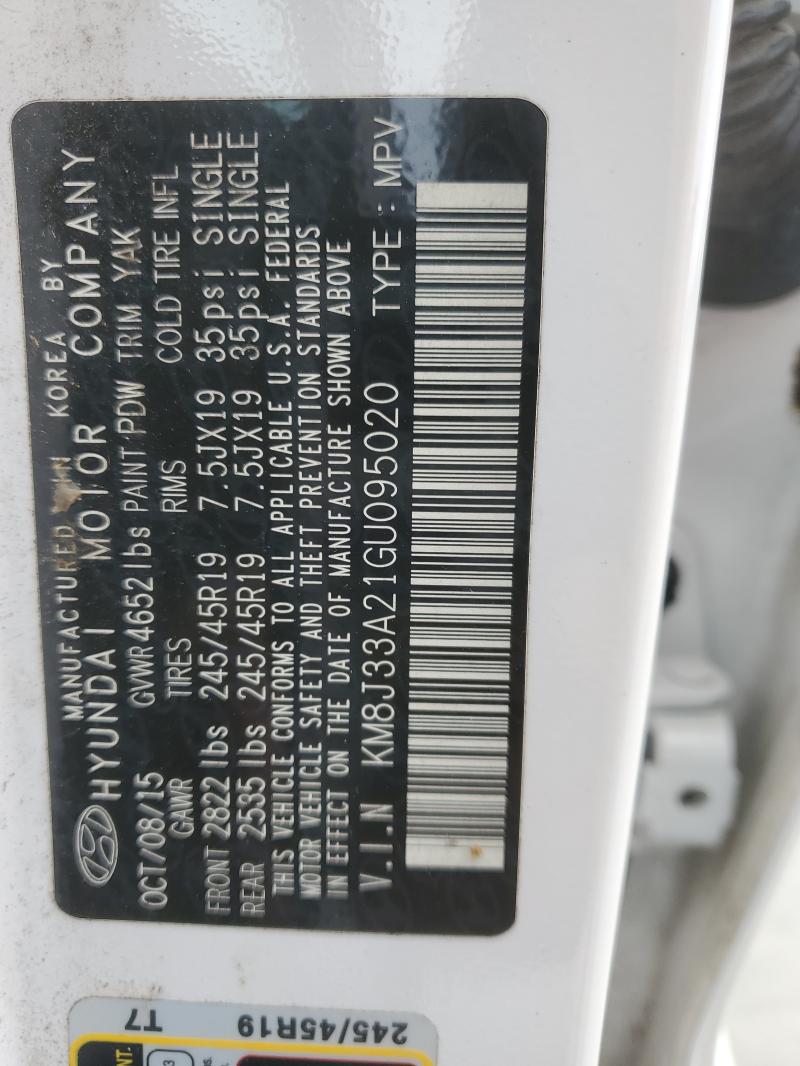 MANUFACTURED IN KOREA BY
HYUNDAI MOTOR COMPANY
OCT/08/15 GVWR4652lbs PAINT PDW TRIM YAK
GAWR TIRES RIMS COLD TIRE INFL
FRONT 2822 lbs 245/45R19 7.5JX19 35psi SINGLE
REAR 2535 lbs 245/45R19 7.5JX19 35psi SINGLE
THIS VEHICLE CONFORMS TO ALL APPLICABLE U.S.A. FEDERAL
MOTOR VEHICLE SAFETY AND THEFT PREVENTION STANDARDS
IN EFFECT ON THE DATE OF MANUFACTURE SHOWN ABOVE
V.I.N KM8J33A21GU095020 TYPE : MPV
T7
245/45R19
NT.
3